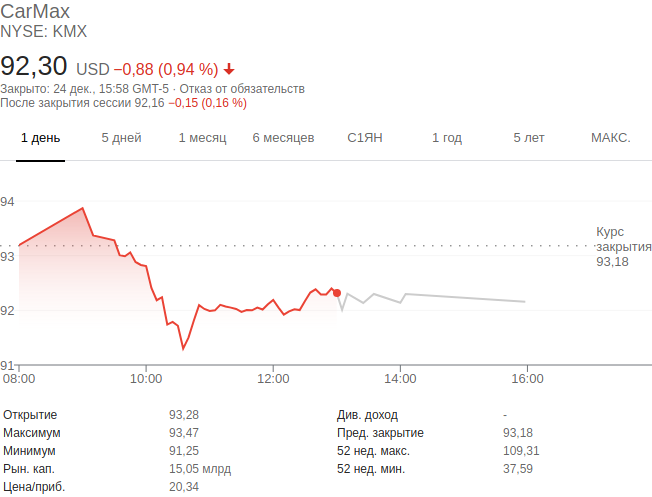 CarMax
NYSE: KMX
92,30 USD −0,88 (0,94 %)
Закрыто: 24 дек., 15:58 GMT-5 · Отказ от обязательств
После закрытия сессии 92,16 −0,15 (0,16 %)
1 день 5 дней 1 месяц 6 месяцев С1ЯН 1 год 5 лет МАКС.
94
93
92
91
Курс
закрытия
93,18
08:00 10:00 12:00 14:00 16:00
Открытие 93,28 Див. доход -
Максимум 93,47 Пред. закрытие 93,18
Минимум 91,25 52 нед. макс. 109,31
Рын. кап. 15,05 млрд 52 нед. мин. 37,59
Цена/приб. 20,34